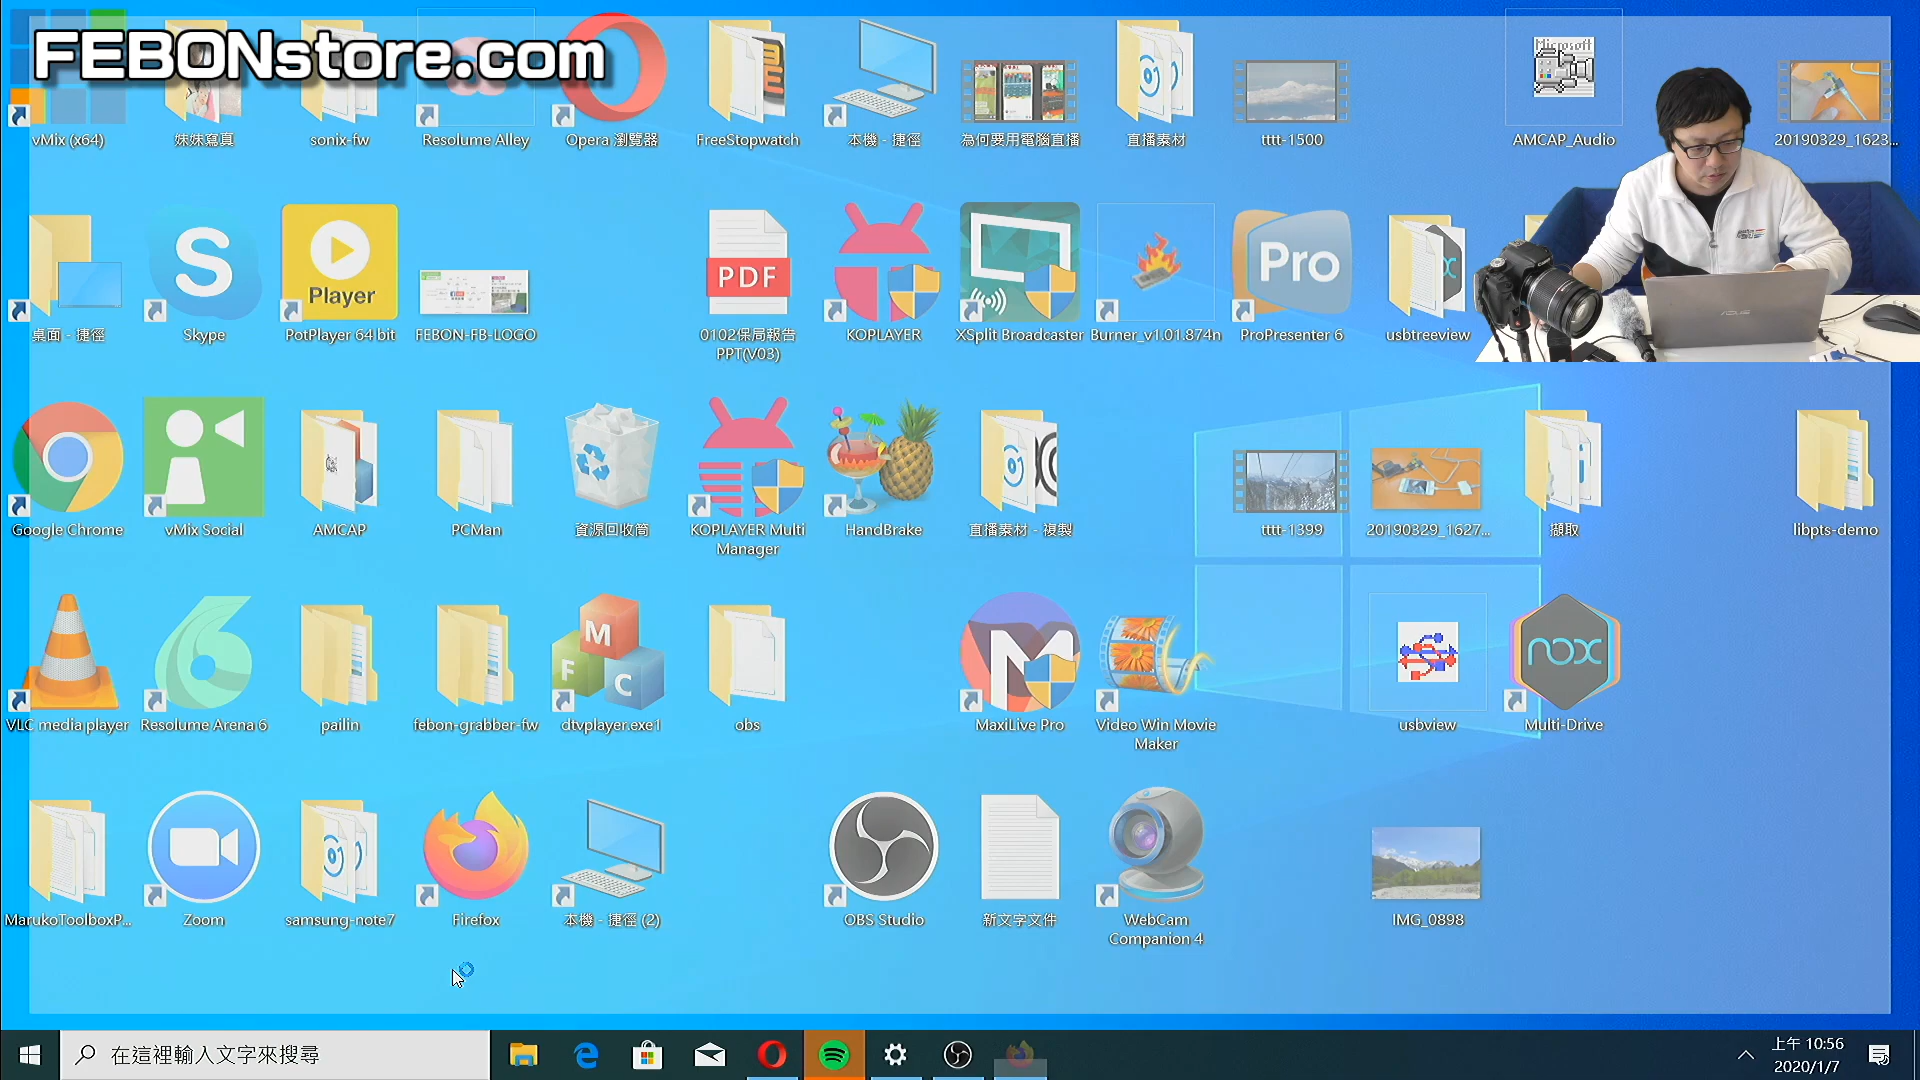 FEBONstore.com
vMix (x64)
妹妹寫真
sonix-fw
Resolume Alley
Opera 瀏覽器
FreeStopwatch
本機 - 捷徑
為何要用電腦直播
直播素材
tttt-1500
Microsoft
AMCAP_Audio
20190329_1623...
桌面 - 捷徑
Skype
Player
PotPlayer 64 bit
FEBON-FB-LOGO
PDF
0102保局報告
PPT(V03)
KOPLAYER
XSplit Broadcaster
Burner_v1.01.874n
Pro
ProPresenter 6
usbtreeview
ASUS
Google Chrome
vMix Social
AMCAP
PCMan
資源回收筒
KOPLAYER Multi
Manager
HandBrake
直播素材 - 複製
tttt-1399
20190329_1627...
擷取
libpts-demo
VLC media player
Resolume Arena 6
pailin
febon-grabber-fw
M
F
C
dtvplayer.exe1
obs
MaxiLive Pro
Video Win Movie
Maker
usbview
nox
Multi-Drive
MarukoToolboxP...
Zoom
samsung-note7
Firefox
本機 - 捷徑 (2)
OBS Studio
新文字文件
WebCam
Companion 4
IMG_0898
在這裡輸入文字來搜尋
上午 10:56
2020/1/7